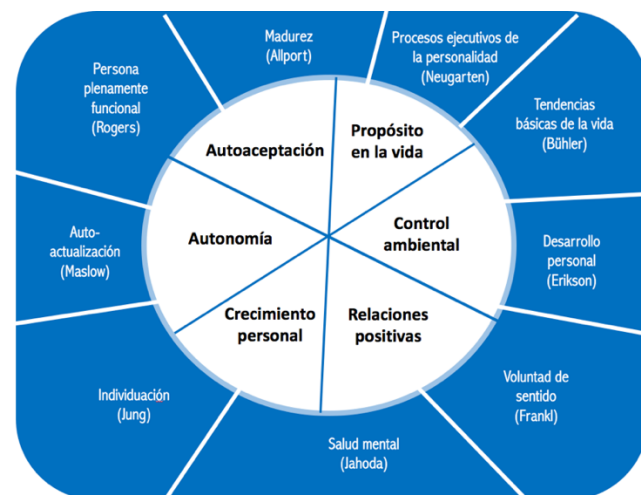 Madurez
(Allport)
Procesos ejecutivos de
la personalidad
(Neugarten)
Persona
plenamente
funcional
(Rogers)
Tendencias
básicas de la vida
(Bühler)
Autoaceptación
Propósito
en la vida
Auto-
actualización
(Maslow)
Autonomía
Control
ambiental
Desarrollo
personal
(Erikson)
Crecimiento
personal
Relaciones
positivas
Individuación
(Jung)
Voluntad de
sentido
(Frankl)
Salud mental
(Jahoda)